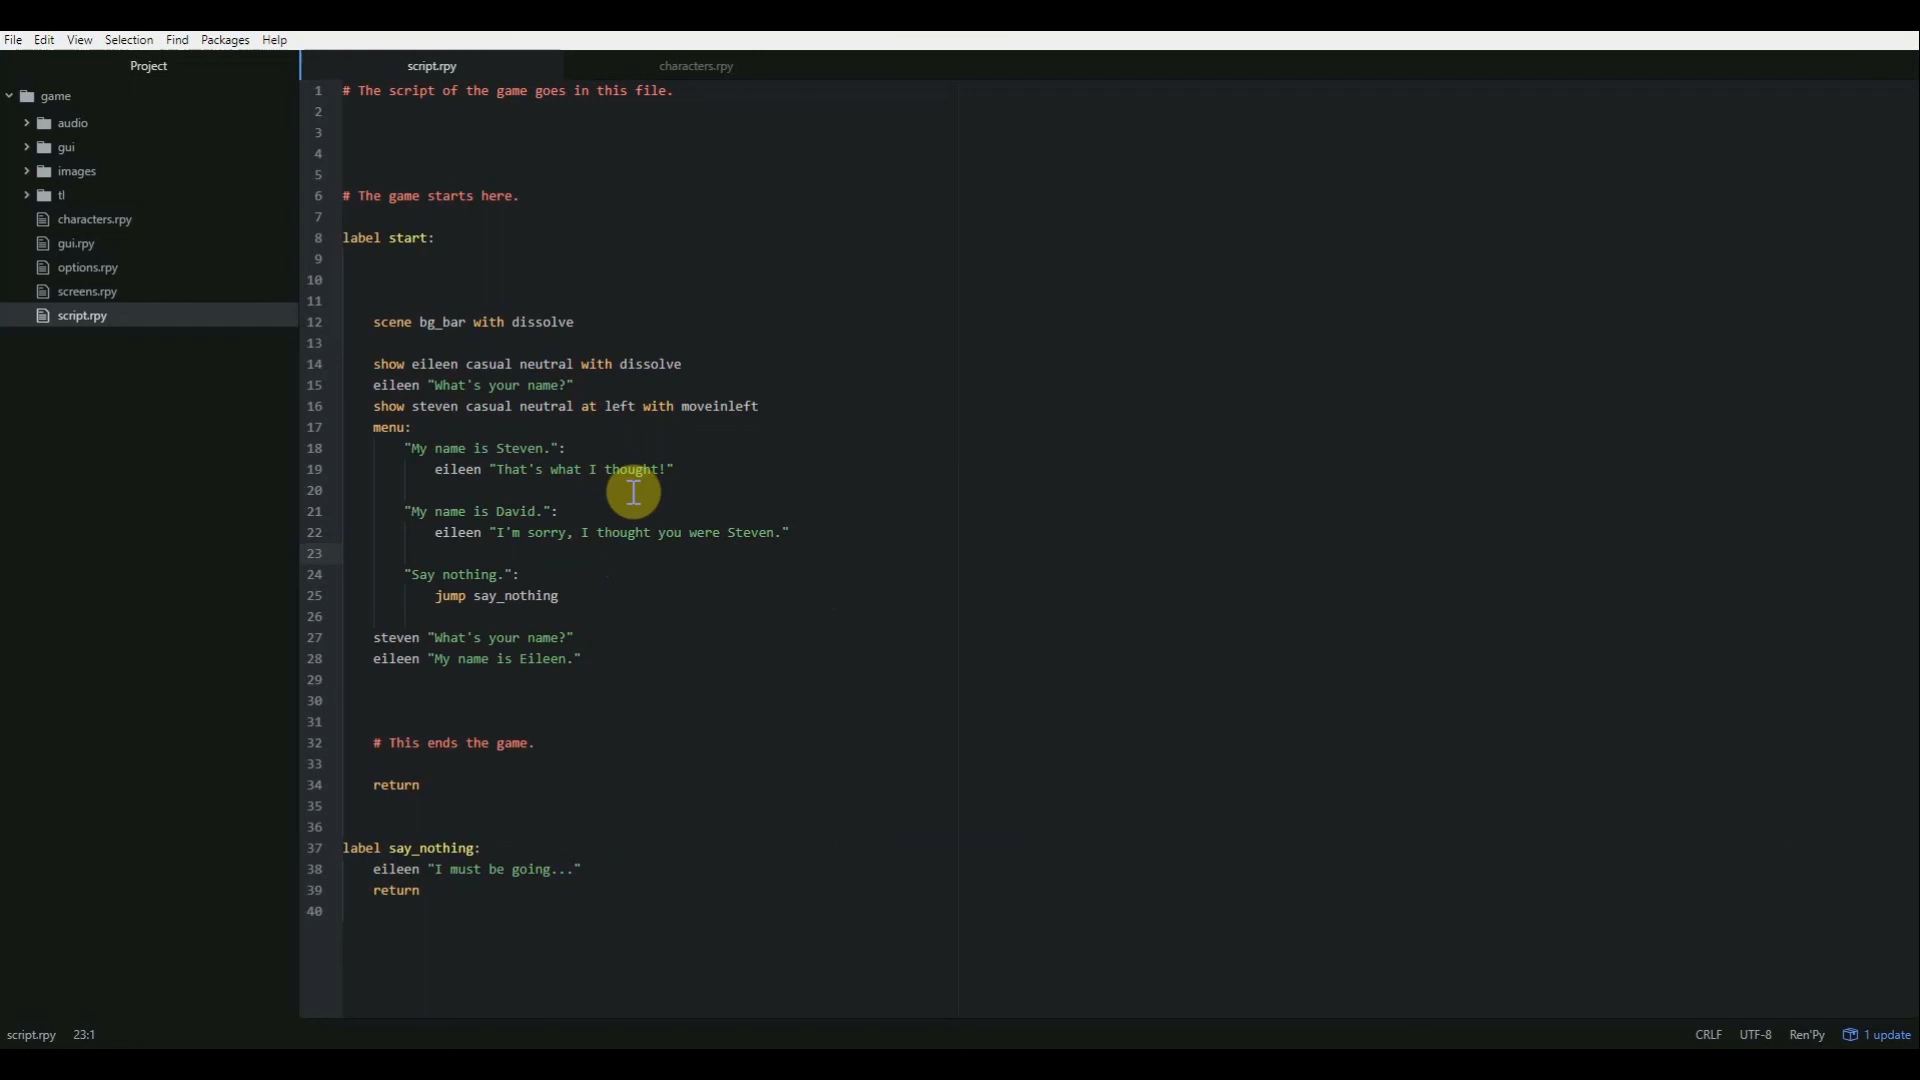 File Edit View Selection Find Packages Help
Project
script.rpy
characters.rpy
game
audio
gui
images
tl
characters.rpy
gui.rpy
options.rpy
screens.rpy
script.rpy
1 # The script of the game goes in this file.
2
3
4
5
6 # The game starts here.
7
8 label start:
9
10
11
12 scene bg_bar with dissolve
13
14 show eileen casual neutral with dissolve
15 eileen "What's your name?"
16 show steven casual neutral at left with moveinleft
17 menu:
18 "My name is Steven.":
19 eileen "That's what I thought!"
20
21 "My name is David.":
22 eileen "I'm sorry, I thought you were Steven."
23
24 "Say nothing.":
25 jump say_nothing
26
27 steven "What's your name?"
28 eileen "My name is Eileen."
29
30
31
32 # This ends the game.
33
34 return
35
36
37 label say_nothing:
38 eileen "I must be going..."
39 return
40
script.rpy 23:1 CRLF UTF-8 Ren'Py 1 update